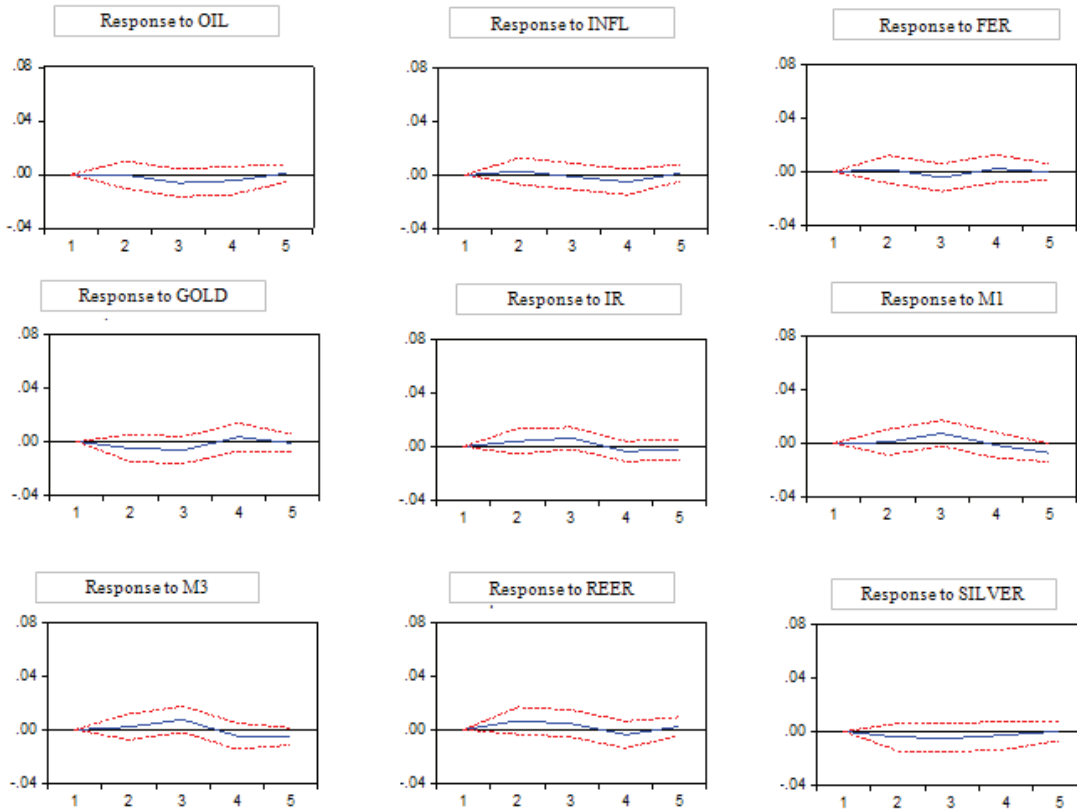 Response to OIL
.08
.04
.00
-.04
1 2 3 4 5
Response to INFL
.08
.04
.00
-.04
1 2 3 4 5
Response to FER
.08
.04
.00
-.04
1 2 3 4 5
Response to GOLD
.08
.04
.00
-.04
1 2 3 4 5
Response to IR
.08
.04
.00
-.04
1 2 3 4 5
Response to M1
.08
.04
.00
-.04
1 2 3 4 5
Response to M3
.08
.04
.00
-.04
1 2 3 4 5
Response to REER
.08
.04
.00
-.04
1 2 3 4 5
Response to SILVER
.08
.04
.00
-.04
1 2 3 4 5